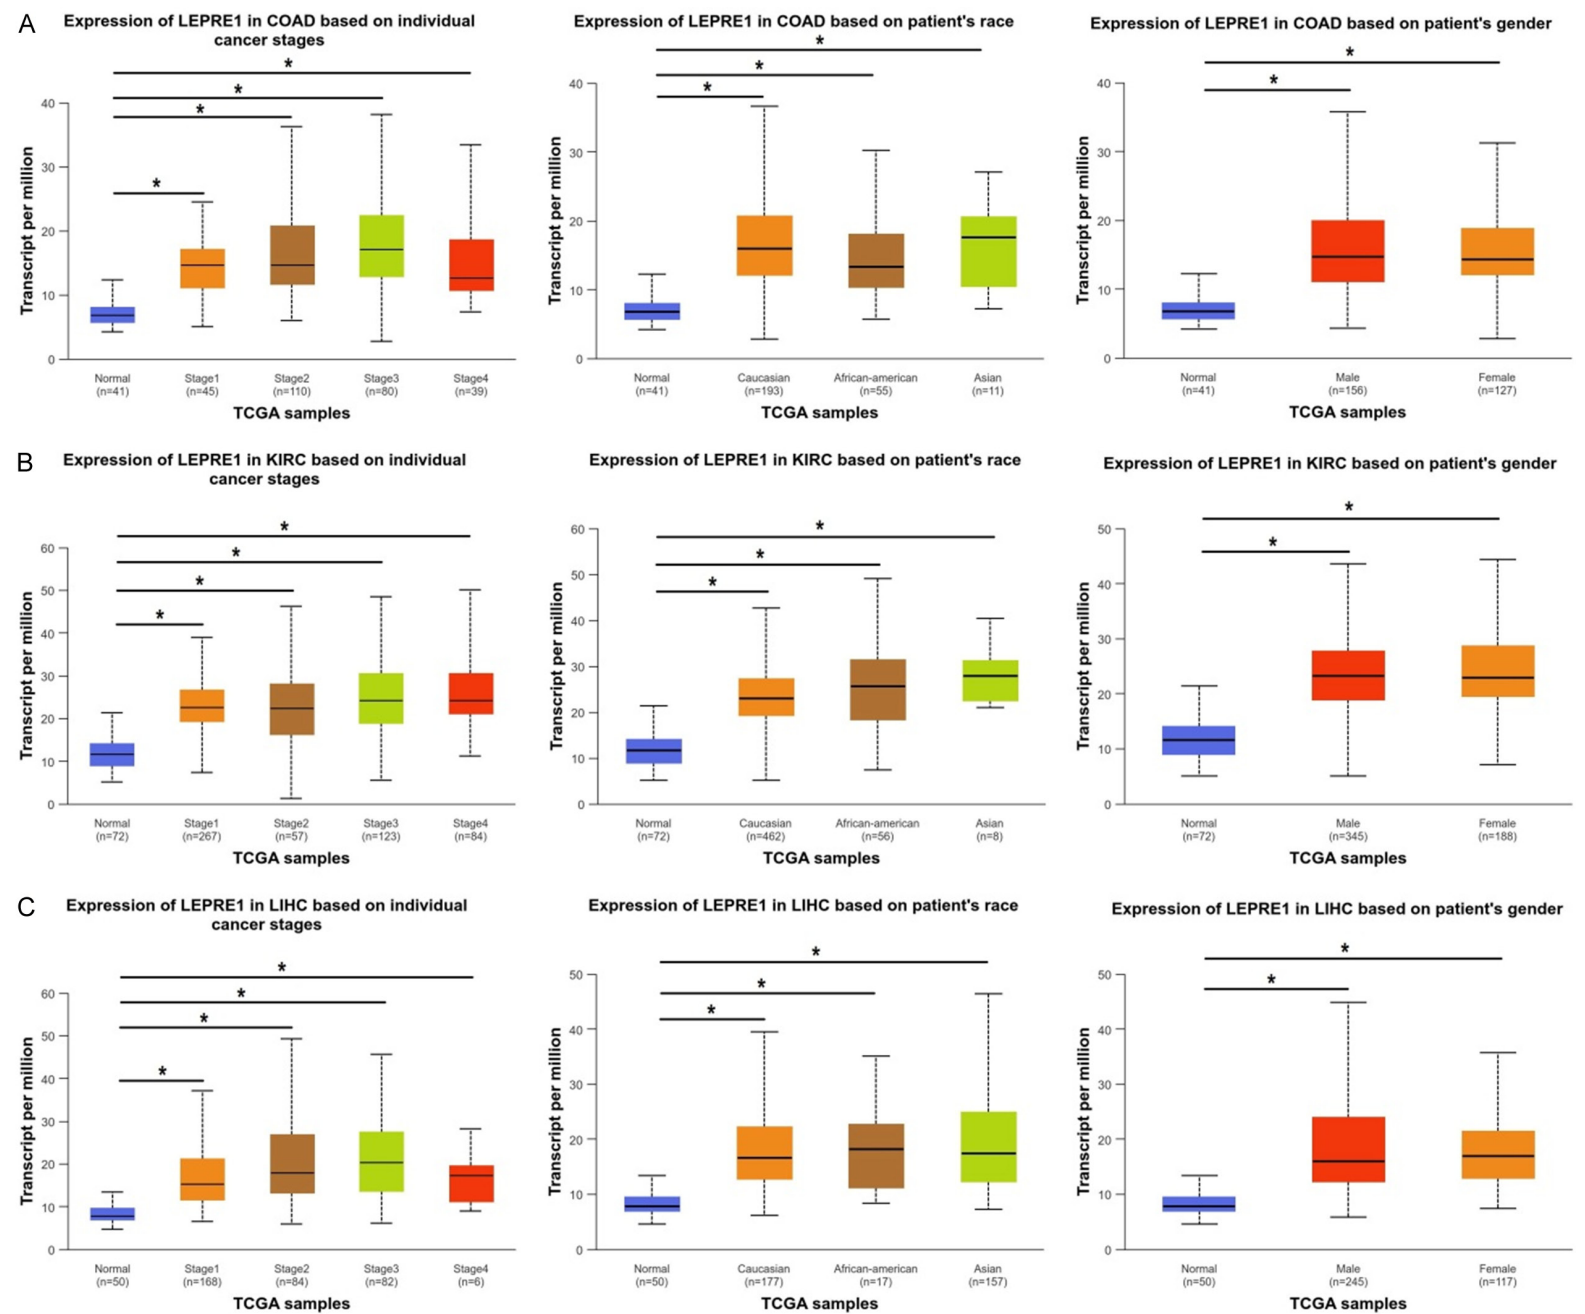 A
Expression of LEPRE1 in COAD based on individual
cancer stages
*
*
*
*
40
30
20
10
0
Transcript per million
Normal Stage1 Stage2 Stage3 Stage4
(n=41) (n=45) (n=110) (n=80) (n=39)
TCGA samples
Expression of LEPRE1 in COAD based on patient's race
*
*
*
40
30
20
10
0
Transcript per million
Normal Caucasian African-american Asian
(n=41) (n=193) (n=55) (n=11)
TCGA samples
Expression of LEPRE1 in COAD based on patient's gender
*
*
40
30
20
10
0
Transcript per million
Normal Male Female
(n=41) (n=156) (n=127)
TCGA samples
B
Expression of LEPRE1 in KIRC based on individual
cancer stages
*
*
*
*
60
50
40
30
20
10
0
Transcript per million
Normal Stage1 Stage2 Stage3 Stage4
(n=72) (n=267) (n=57) (n=123) (n=84)
TCGA samples
Expression of LEPRE1 in KIRC based on patient's race
*
*
*
60
50
40
30
20
10
0
Transcript per million
Normal Caucasian African-american Asian
(n=72) (n=462) (n=56) (n=8)
TCGA samples
Expression of LEPRE1 in KIRC based on patient's gender
*
*
50
40
30
20
10
0
Transcript per million
Normal Male Female
(n=72) (n=345) (n=188)
TCGA samples
C
Expression of LEPRE1 in LIHC based on individual
cancer stages
*
*
*
*
60
50
40
30
20
10
0
Transcript per million
Normal Stage1 Stage2 Stage3 Stage4
(n=50) (n=168) (n=84) (n=82) (n=6)
TCGA samples
Expression of LEPRE1 in LIHC based on patient's race
*
*
*
50
40
30
20
10
0
Transcript per million
Normal Caucasian African-american Asian
(n=50) (n=177) (n=17) (n=157)
TCGA samples
Expression of LEPRE1 in LIHC based on patient's gender
*
*
50
40
30
20
10
0
Transcript per million
Normal Male Female
(n=50) (n=245) (n=117)
TCGA samples